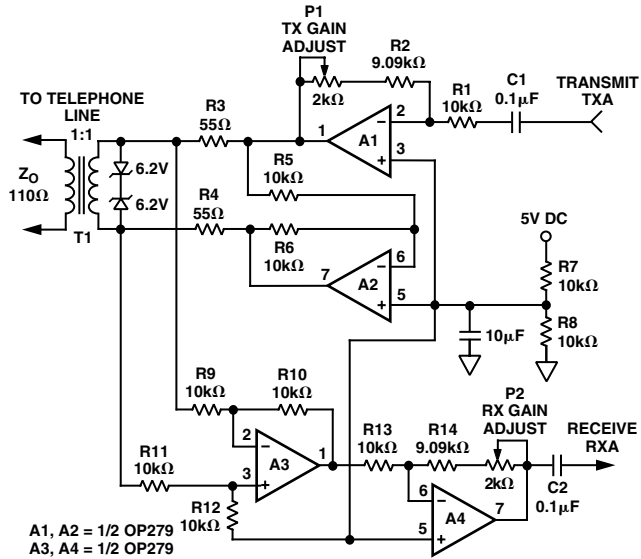 P1
TX GAIN
ADJUST
2kΩ
R2
9.09kΩ
R1
10kΩ
C1
0.1μF
TRANSMIT
TXA
TO TELEPHONE
LINE
1:1
R3
55Ω
1
A1
2
3
−
+
ZO
110Ω
6.2V
6.2V
T1
R5
10kΩ
R4
55Ω
R6
10kΩ
7
A2
6
5
−
+
5V DC
R7
10kΩ
R8
10kΩ
10μF
R9
10kΩ
R10
10kΩ
2
3
−
+
A3
1
R11
10kΩ
R12
10kΩ
R13
10kΩ
R14
9.09kΩ
P2
RX GAIN
ADJUST
2kΩ
RECEIVE
RXA
C2
0.1μF
6
5
−
+
A4
7
A1, A2 = 1/2 OP279
A3, A4 = 1/2 OP279